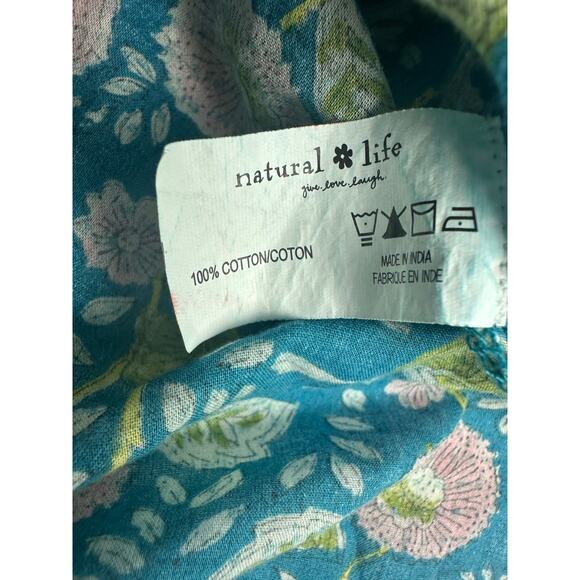 natural life
give. love. laugh.
100% COTTON/COTON
MADE IN INDIA
FABRIQUE EN INDE